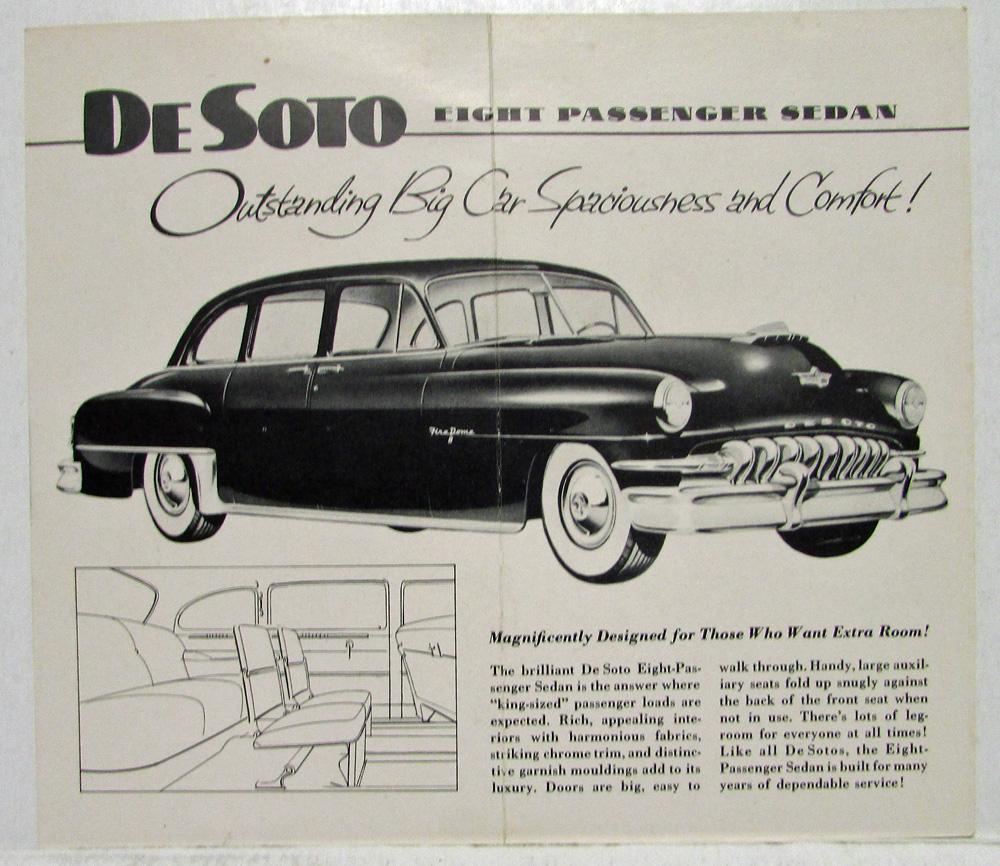 DE SOTO EIGHT PASSENGER SEDAN
Outstanding Big Car Spaciousness and Comfort!
Fire Dome
8
DE SOTO
Magnificently Designed for Those Who Want Extra Room!
The brilliant De Soto Eight-Pas-
senger Sedan is the answer where
“king-sized” passenger loads are
expected. Rich, appealing inte-
riors with harmonious fabrics,
striking chrome trim, and distinc-
tive garnish mouldings add to its
luxury. Doors are big, easy to
walk through. Handy, large auxil-
iary seats fold up snugly against
the back of the front seat when
not in use. There's lots of leg-
room for everyone at all times!
Like all De Sotos, the Eight-
Passenger Sedan is built for many
years of dependable service!